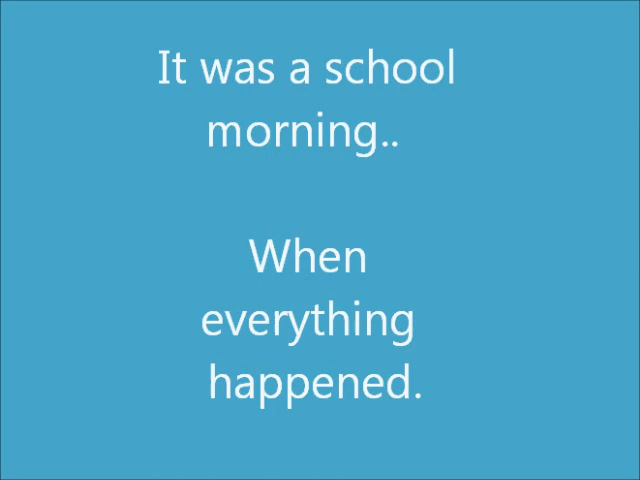 It was a school
morning..
When
everything
happened.